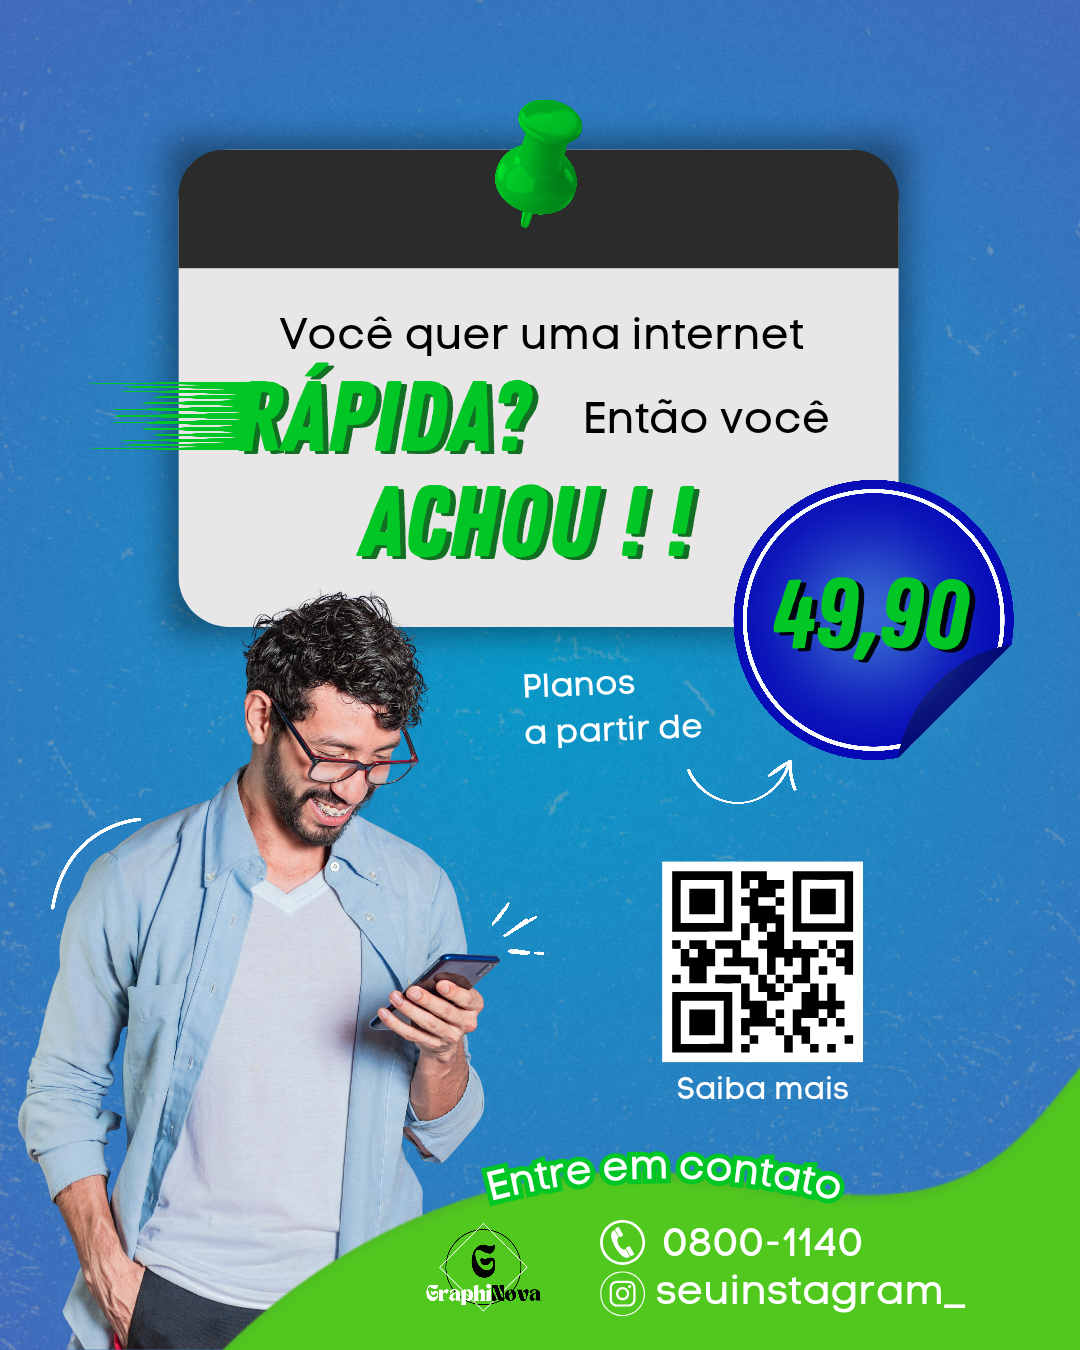 Você quer uma internet
RÁPIDA? Então você
ACHOU ! !
49,90
Planos
a partir de
Saiba mais
Entre em contato
0800-1140
seuinstagram_
G
GraphiNova